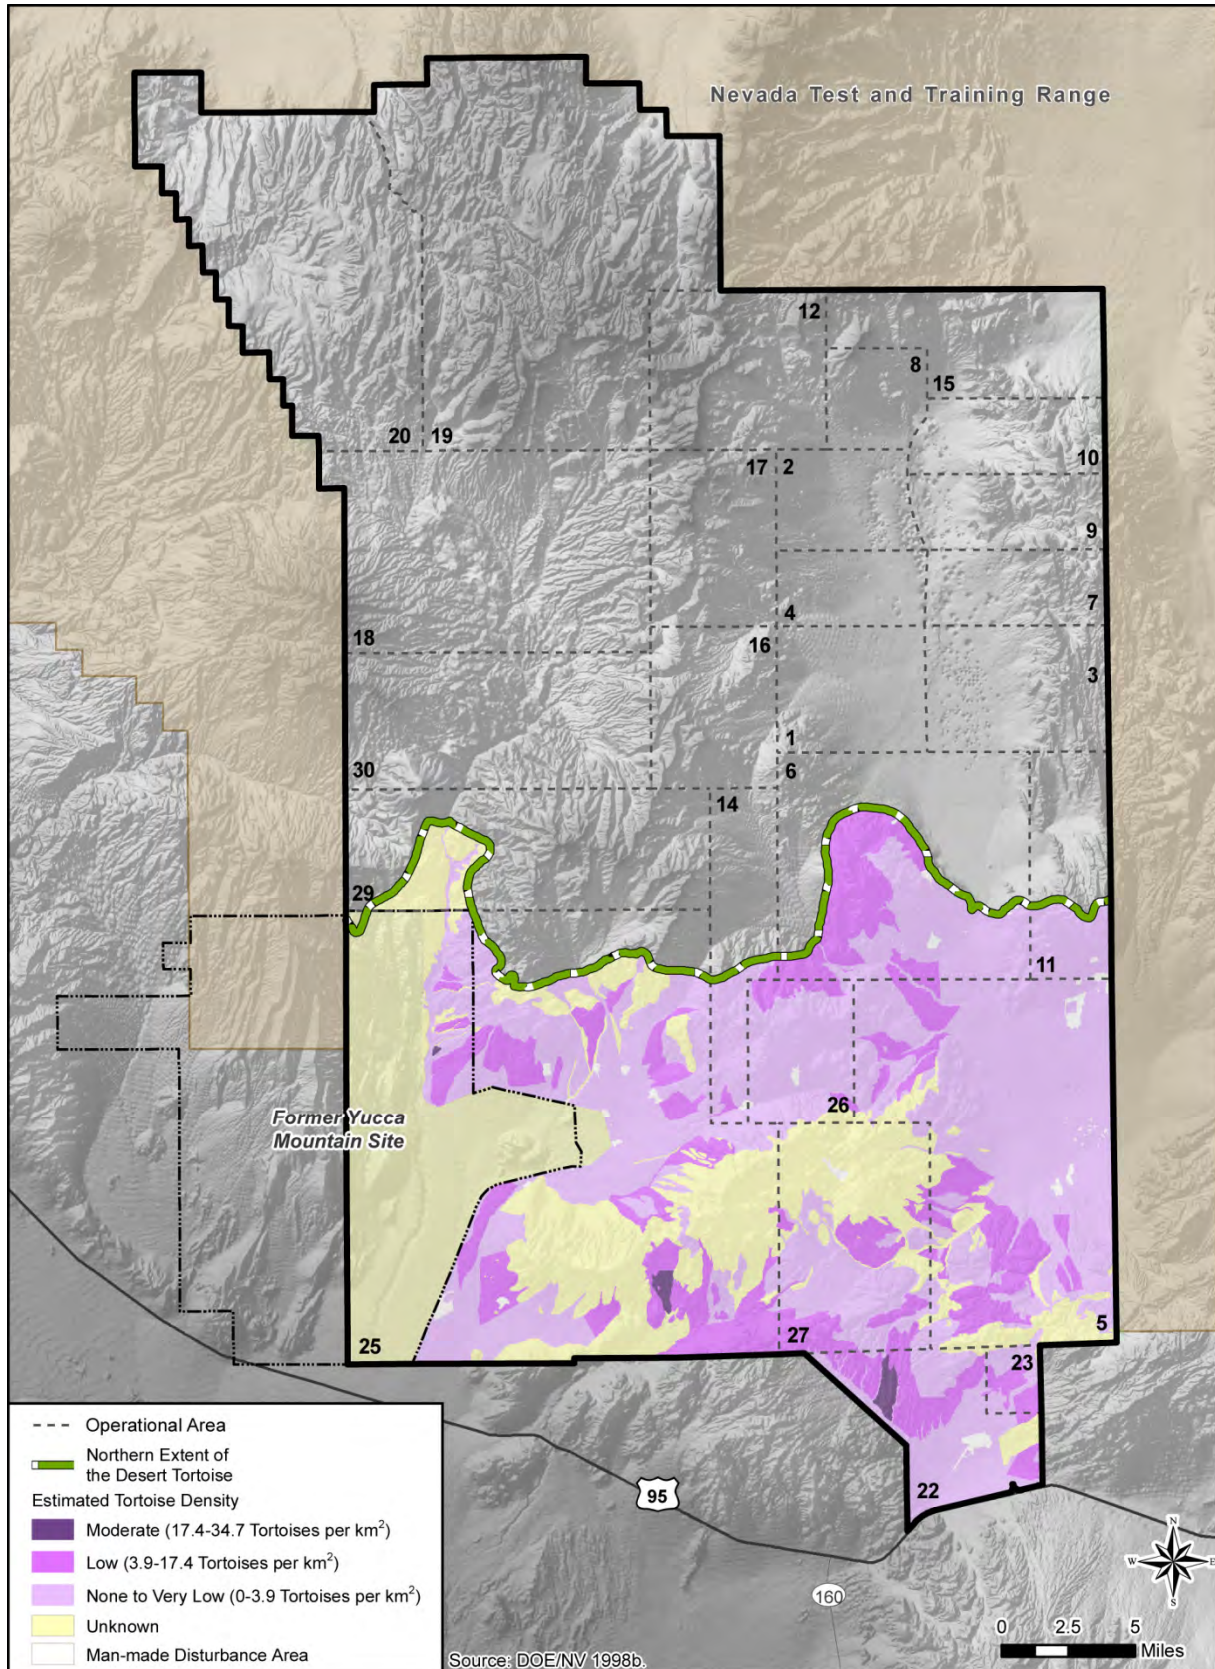 Nevada Test and Training Range
12
8
15
20
19
17
2
10
9
4
7
18
16
3
1
30
6
14
29
11
26
Former Yucca
Mountain Site
25
27
5
23
22
95
160
--- Operational Area
Northern Extent of
the Desert Tortoise
Estimated Tortoise Density
Moderate (17.4-34.7 Tortoises per km²)
Low (3.9-17.4 Tortoises per km²)
None to Very Low (0-3.9 Tortoises per km²)
Unknown
Man-made Disturbance Area
Source: DOE/NV 1998b.
N
W E
S
0 2.5 5
Miles